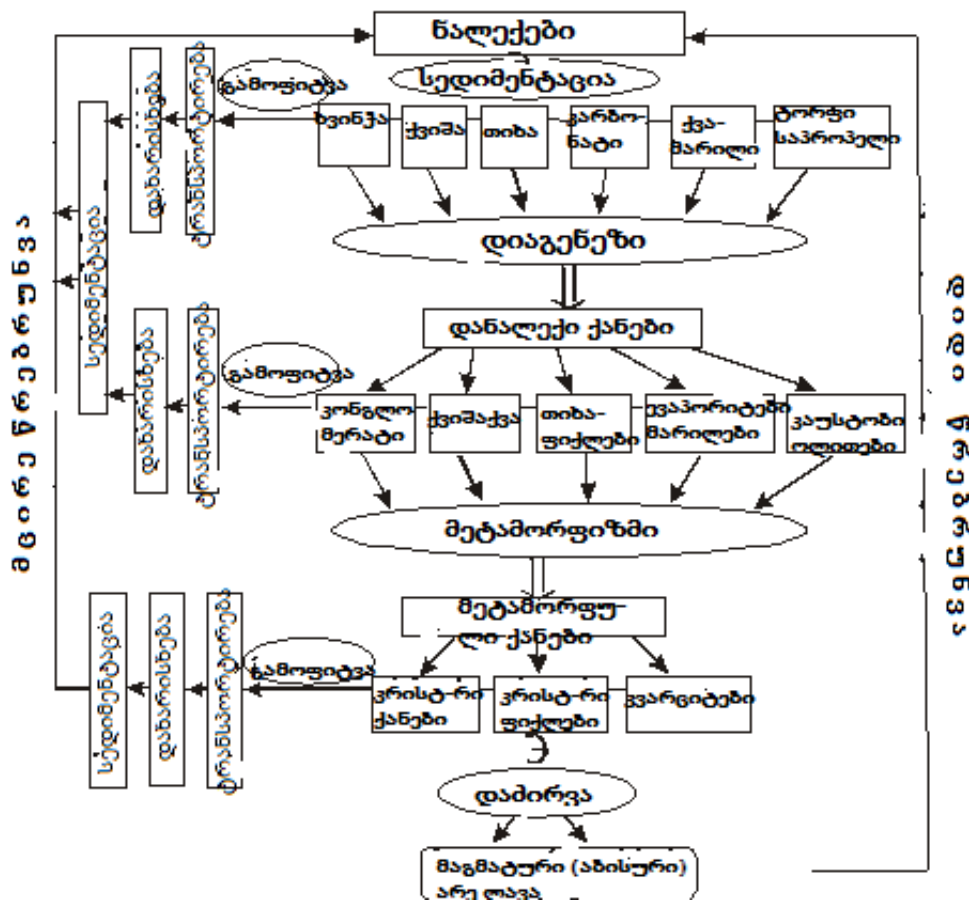 ნალექები
სედიმენტაცია
გამოფიტვა
ტრანსპორტირება
დახარისხება
სედიმენტაცია
ხვინჭა
ქვიშა
თიხა
კარბო-
ნატი
ქვა-
მარილი
ტორფი
საპროპელი
დიაგენეზი
დანალექი ქანები
გამოფიტვა
ტრანსპორტირება
დახარისხება
კონგლო-
მერატი
ქვიშაქვა
თიხა-
ფიქლები
ევაპორიტები
მარილები
კაუსტობი
ოლითები
მეტამორფიზმი
მეტამორფუ-
ლი ქანები
გამოფიტვა
ტრანსპორტირება
დახარისხება
სედიმენტაცია
კრისტ-რი
ქანები
კრისტ-რი
ფიქლები
კვარციტები
დაძირვა
მაგმატური (აბისური)
არე ლავა
მცირე წრებრუნვა
დიდი